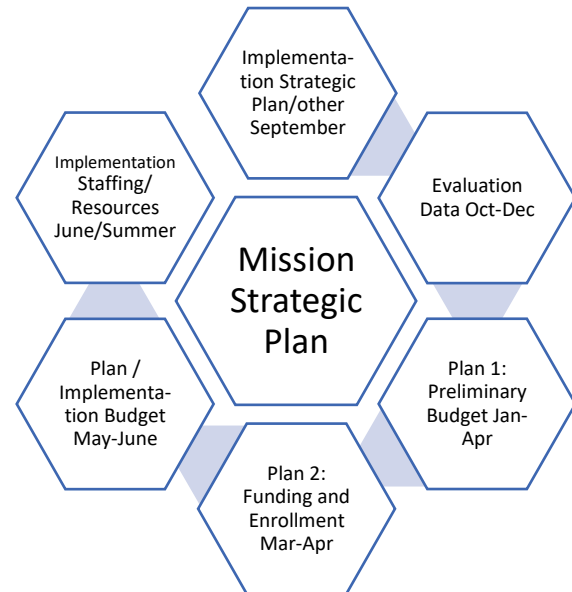 Implementa-
tion Strategic
Plan/other
September
Evaluation
Data Oct-Dec
Plan 1:
Preliminary
Budget Jan-
Apr
Plan 2:
Funding and
Enrollment
Mar-Apr
Plan /
Implementa-
tion Budget
May-June
Implementation
Staffing/
Resources
June/Summer
Mission
Strategic
Plan